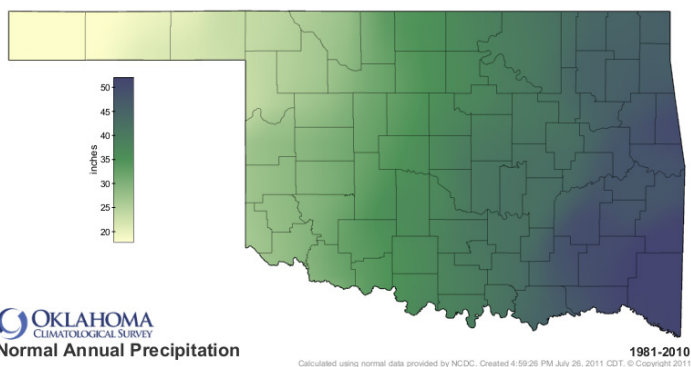 50
45
40
35
30
25
20
inches
OKLAHOMA
CLIMATOLOGICAL SURVEY
Normal Annual Precipitation
1981-2010
Calculated using normal data provided by NCDC. Created 4:59:26 PM July 26, 2011 CDT. © Copyright 2011